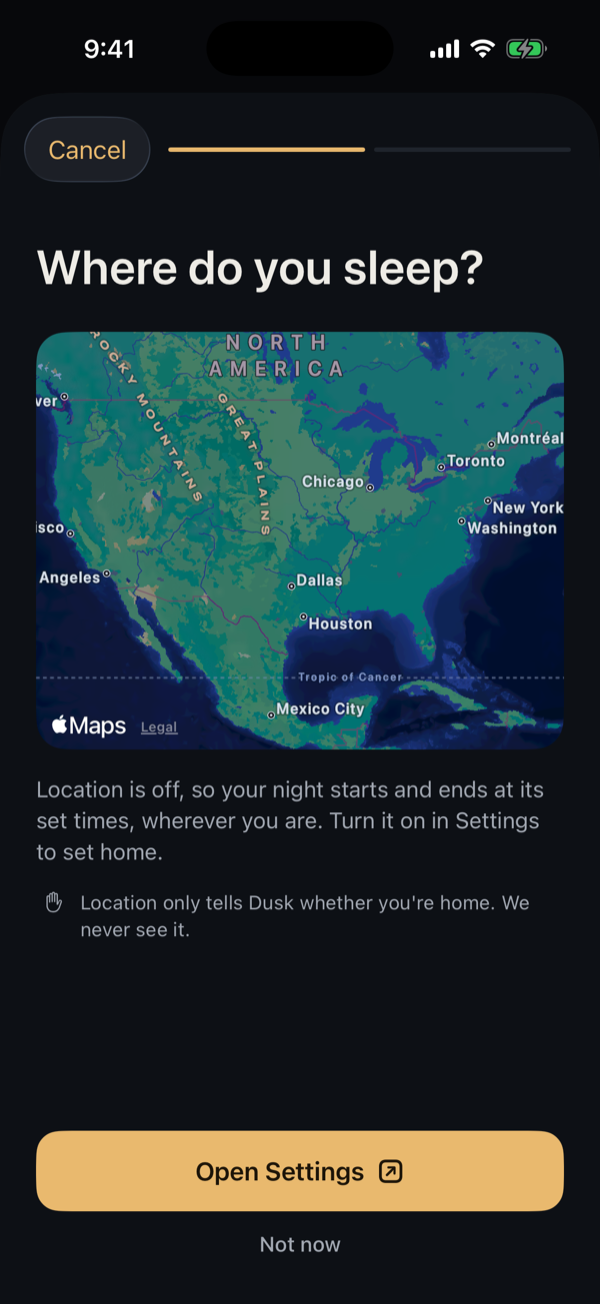 9:41
Cancel
Where do you sleep?
NORTH
AMERICA
ROCKY MOUNTAINS
GREAT PLAINS
ver
Montréal
Toronto
Chicago
New York
isco
Washington
Angeles
Dallas
Houston
Tropic of Cancer
Mexico City
Maps Legal
Location is off, so your night starts and ends at its
set times, wherever you are. Turn it on in Settings
to set home.
Location only tells Dusk whether you're home. We
never see it.
Open Settings
Not now